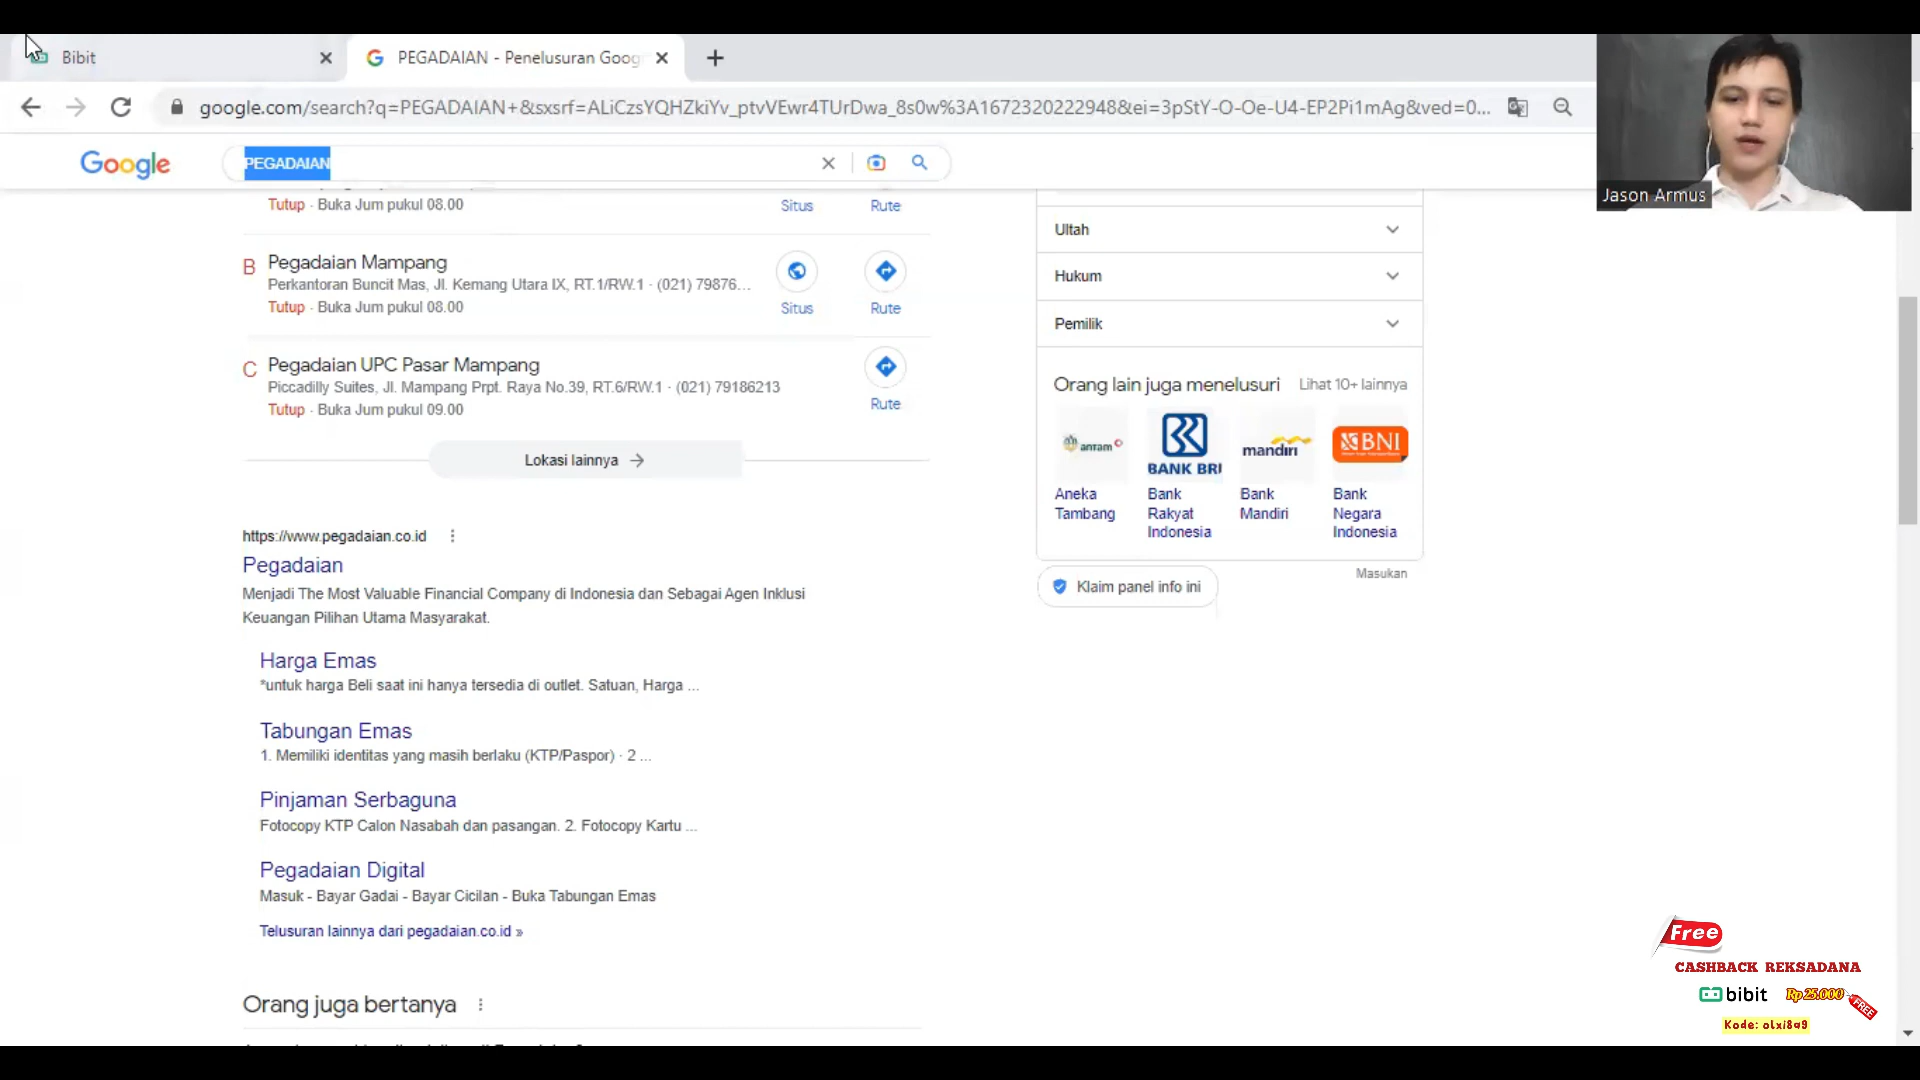 Bibit
PEGADAIAN - Penelusuran Goog
google.com/search?q=PEGADAIAN+&sxsrf=ALiCzsYQHZkiYv_ptvVEwr4TUrDwa_8s0w%3A1672320222948&ei=3pStY-O-Oe-U4-EP2Pi1mAg&ved=0...
Google
PEGADAIAN
Jason Armus
Tutup · Buka Jum pukul 08.00
Situs
Rute
B
Pegadaian Mampang
Perkantoran Buncit Mas, Jl. Kemang Utara IX, RT.1/RW.1 · (021) 79876...
Tutup · Buka Jum pukul 08.00
Situs
Rute
C
Pegadaian UPC Pasar Mampang
Piccadilly Suites, Jl. Mampang Prpt. Raya No.39, RT.6/RW.1 · (021) 79186213
Tutup · Buka Jum pukul 09.00
Rute
Lokasi lainnya
https://www.pegadaian.co.id
Pegadaian
Menjadi The Most Valuable Financial Company di Indonesia dan Sebagai Agen Inklusi
Keuangan Pilihan Utama Masyarakat.
Harga Emas
*untuk harga Beli saat ini hanya tersedia di outlet. Satuan, Harga ...
Tabungan Emas
1. Memiliki identitas yang masih berlaku (KTP/Paspor) · 2 ...
Pinjaman Serbaguna
Fotocopy KTP Calon Nasabah dan pasangan. 2. Fotocopy Kartu ...
Pegadaian Digital
Masuk - Bayar Gadai - Bayar Cicilan - Buka Tabungan Emas
Telusuran lainnya dari pegadaian.co.id »
Orang juga bertanya
Ultah
Hukum
Pemilik
Orang lain juga menelusuri
Lihat 10+ lainnya
antam
BANK BRI
mandiri
BNI
Aneka
Tambang
Bank
Rakyat
Indonesia
Bank
Mandiri
Bank
Negara
Indonesia
Masukan
Klaim panel info ini
Free
CASHBACK REKSADANA
bibit Rp 25.000
FREE
Kode: olxi8q9